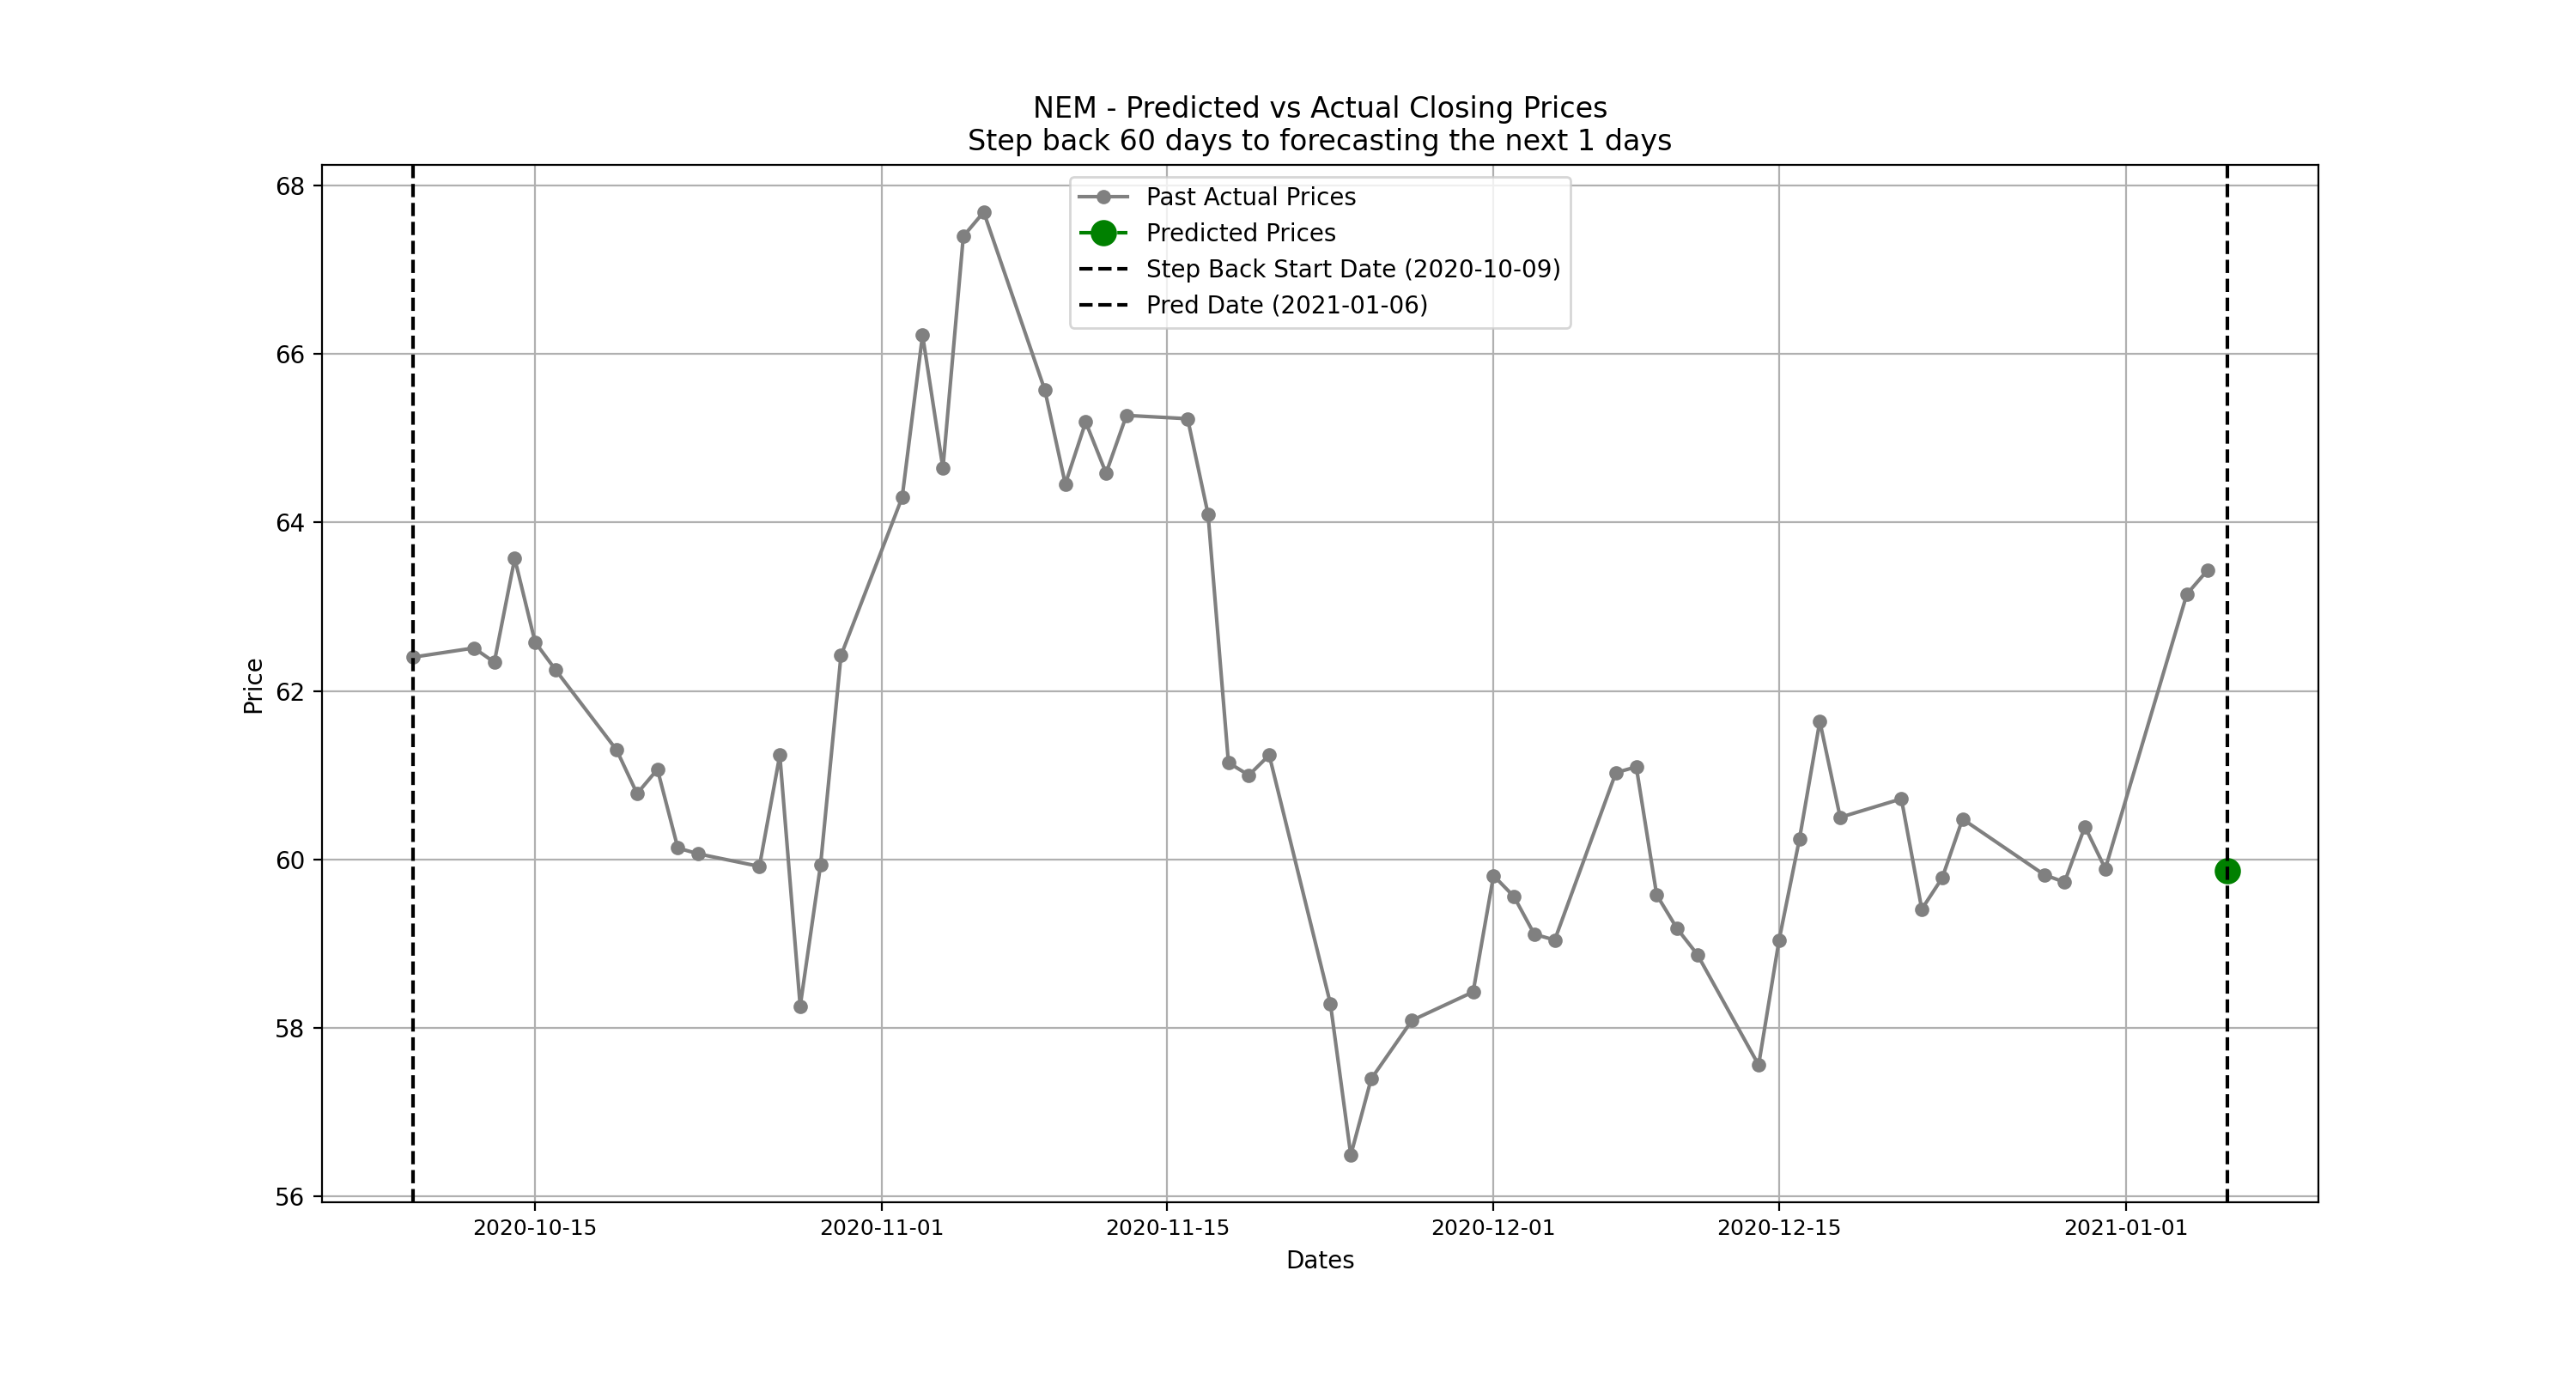 NEM - Predicted vs Actual Closing Prices
Step back 60 days to forecasting the next 1 days
Past Actual Prices
Predicted Prices
Step Back Start Date (2020-10-09)
Pred Date (2021-01-06)
Price
68
66
64
62
60
58
56
2020-10-15
2020-11-01
2020-11-15
2020-12-01
2020-12-15
2021-01-01
Dates